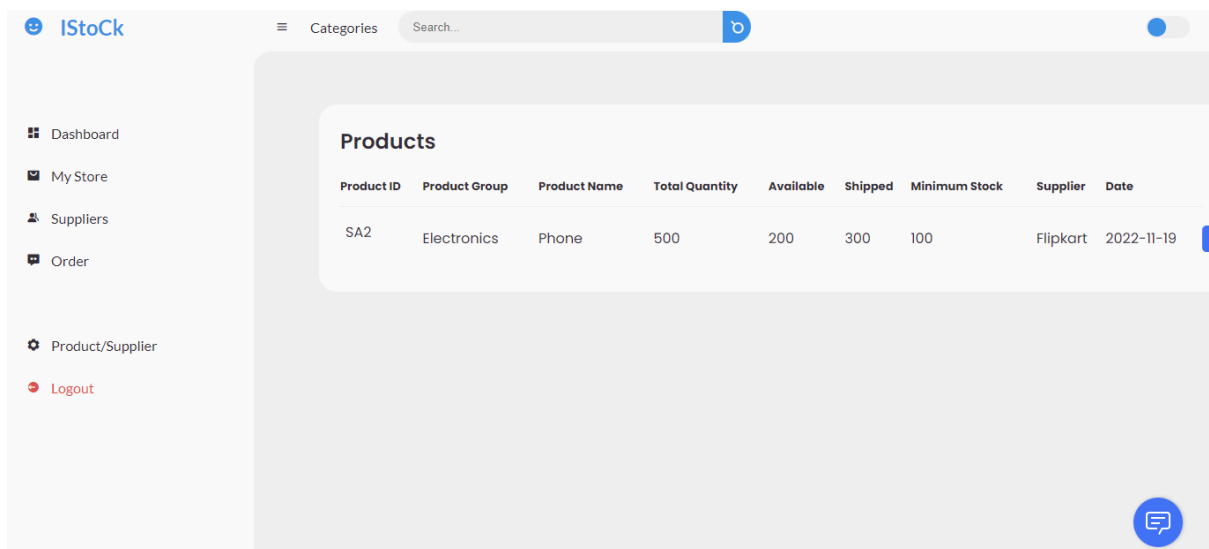 IStoCk
Categories
Search...
Dashboard
My Store
Suppliers
Order
Product/Supplier
Logout
Products
Product ID Product Group Product Name Total Quantity Available Shipped Minimum Stock Supplier Date
SA2 Electronics Phone 500 200 300 100 Flipkart 2022-11-19